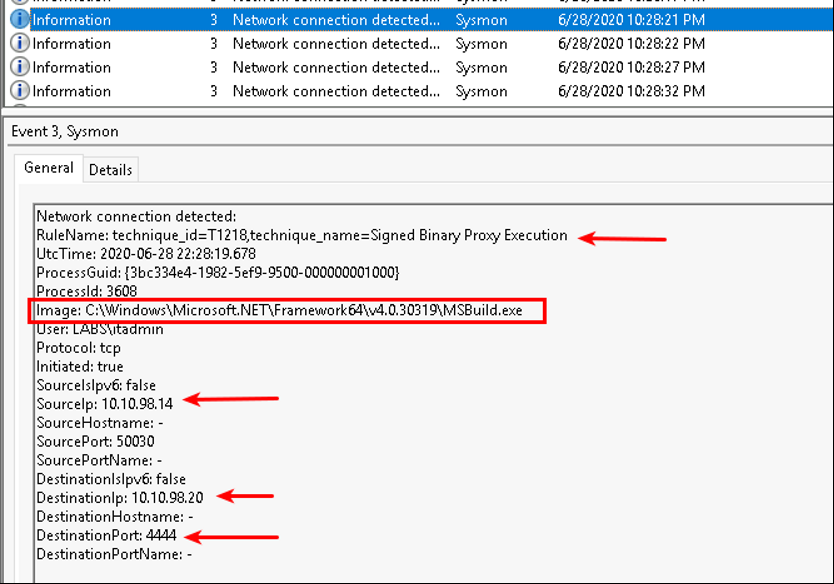 Information 3 Network connection detected... Sysmon 6/28/2020 10:28:21 PM
Information 3 Network connection detected... Sysmon 6/28/2020 10:28:22 PM
Information 3 Network connection detected... Sysmon 6/28/2020 10:28:27 PM
Information 3 Network connection detected... Sysmon 6/28/2020 10:28:32 PM
Event 3, Sysmon
General Details
Network connection detected:
RuleName: technique_id=T1218,technique_name=Signed Binary Proxy Execution
UtcTime: 2020-06-28 22:28:19.678
ProcessGuid: {3bc334e4-1982-5ef9-9500-000000001000}
ProcessId: 3608
Image: C:\Windows\Microsoft.NET\Framework64\v4.0.30319\MSBuild.exe
User: LABS\itadmin
Protocol: tcp
Initiated: true
SourceIsIpv6: false
SourceIp: 10.10.98.14
SourceHostname: -
SourcePort: 50030
SourcePortName: -
DestinationIsIpv6: false
DestinationIp: 10.10.98.20
DestinationHostname: -
DestinationPort: 4444
DestinationPortName: -